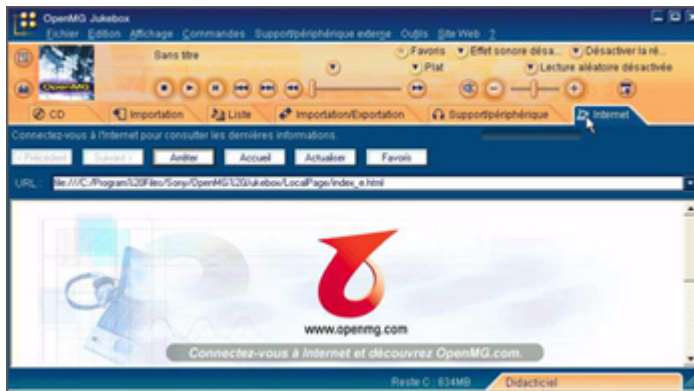 OpenMG Jukebox
Fichier Edition Affichage Commandes Support/périphérique externe Outils Site Web ?
Sans titre
Favoris Effet sonore désa... Désactiver la ré...
Plat Lecture aléatoire désactivée
OpenMG
CD Importation Liste Importation/Exportation Support/périphérique Internet
Connectez-vous à l'Internet pour consulter les dernières informations.
< Précédent Suivant > Arrêter Accueil Actualiser Favoris
URL : file:///C:/Program%20Files/Sony/OpenMG%20Jukebox/LocalPage/index_e.html
www.openmg.com
Connectez-vous à Internet et découvrez OpenMG.com.
Reste C : 834MB Didacticiel